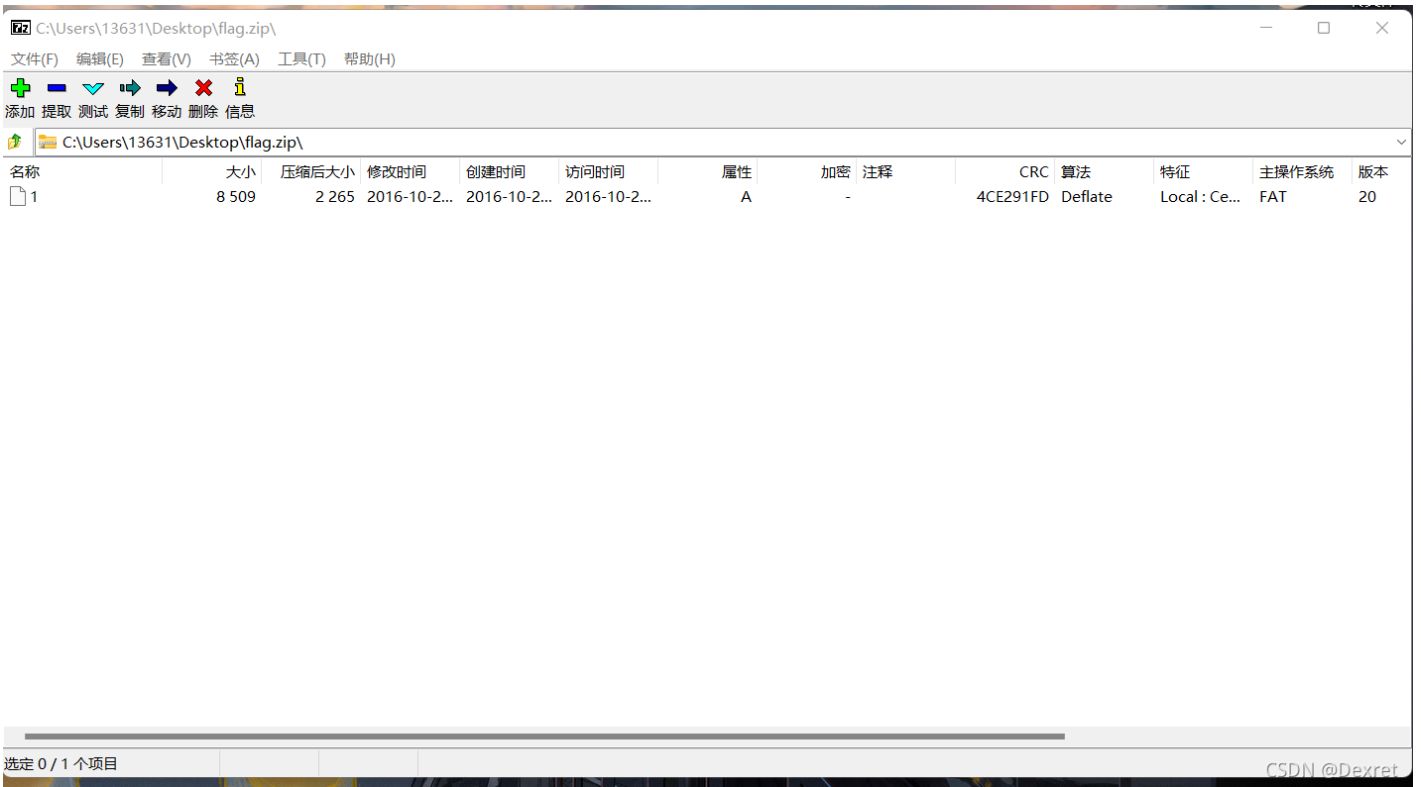 C:\Users\13631\Desktop\flag.zip\
文件(F) 编辑(E) 查看(V) 书签(A) 工具(T) 帮助(H)
添加 提取 测试 复制 移动 删除 信息
C:\Users\13631\Desktop\flag.zip\
名称 大小 压缩后大小 修改时间 创建时间 访问时间 属性 加密 注释 CRC 算法 特征 主操作系统 版本
1 8 509 2 265 2016-10-2... 2016-10-2... 2016-10-2... A - 4CE291FD Deflate Local : Ce... FAT 20
选定 0 / 1 个项目
CSDN @Dexret